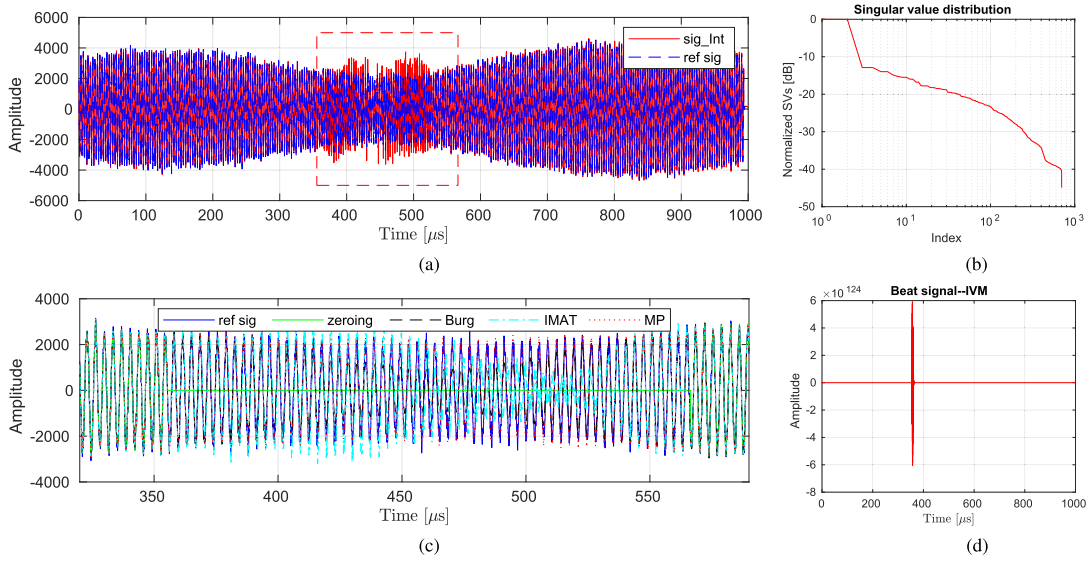 6000
4000
2000
0
-2000
-4000
-6000
Amplitude
sig_Int
ref sig
0 100 200 300 400 500 600 700 800 900 1000
Time [μs]
(a)
Singular value distribution
0
-10
-20
-30
-40
-50
Normalized SVs [dB]
10^0 10^1 10^2 10^3
Index
(b)
4000
2000
0
-2000
-4000
Amplitude
ref sig zeroing Burg IMAT MP
350 400 450 500 550
Time [μs]
(c)
×10^124 Beat signal--IVM
6
4
2
0
-2
-4
-6
-8
Amplitude
0 200 400 600 800 1000
Time [μs]
(d)